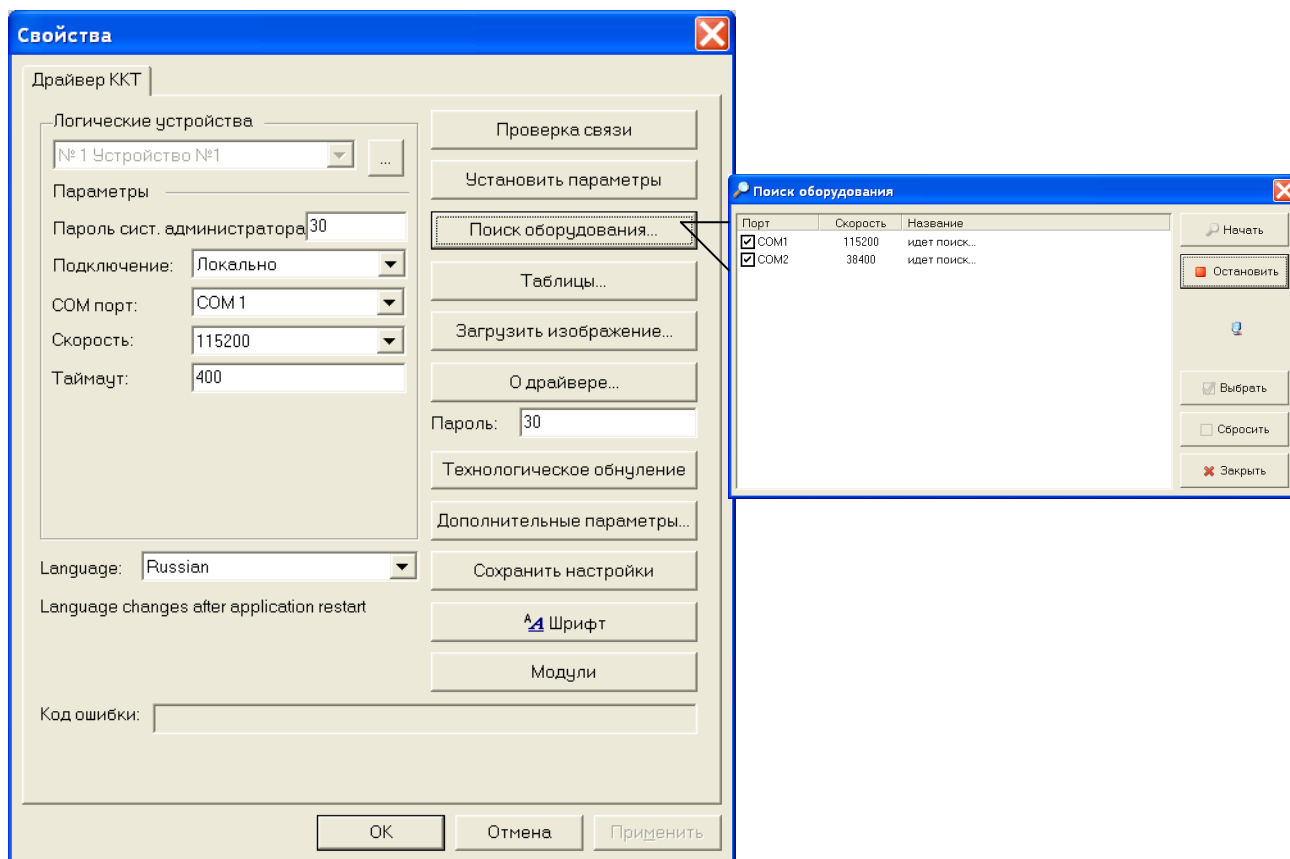 Свойства
Драйвер ККТ
Логические устройства
№ 1 Устройство №1
...
Параметры
Пароль сист. администратора 30
Подключение: Локально
COM порт: COM 1
Скорость: 115200
Таймаут: 400
Language: Russian
Language changes after application restart
Код ошибки:
Проверка связи
Установить параметры
Поиск оборудования...
Таблицы...
Загрузить изображение...
О драйвере...
Пароль: 30
Технологическое обнуление
Дополнительные параметры...
Сохранить настройки
AA Шрифт
Модули
OK
Отмена
Применить
Поиск оборудования
Порт Скорость Название
COM1 115200 идет поиск...
COM2 38400 идет поиск...
Начать
Остановить
Выбрать
Сбросить
Закрыть